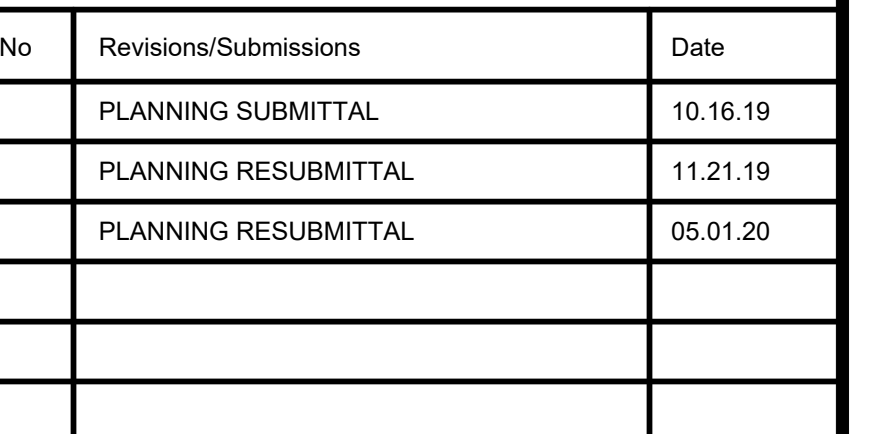 No Revisions/Submissions Date
PLANNING SUBMITTAL 10.16.19
PLANNING RESUBMITTAL 11.21.19
PLANNING RESUBMITTAL 05.01.20